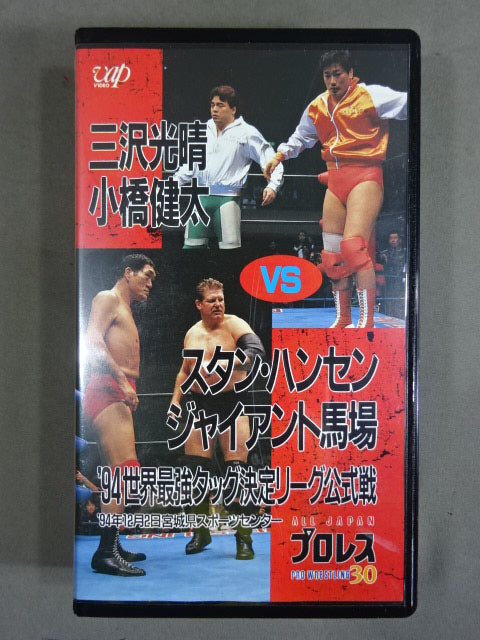 vap
VIDEO
三沢光晴
小橋健太
VS
スタン・ハンセン
ジャイアント馬場
'94世界最強タッグ決定リーグ公式戦
'94年12月2日宮城県スポーツセンター
ALL JAPAN
プロレス
PRO WRESTLING 30